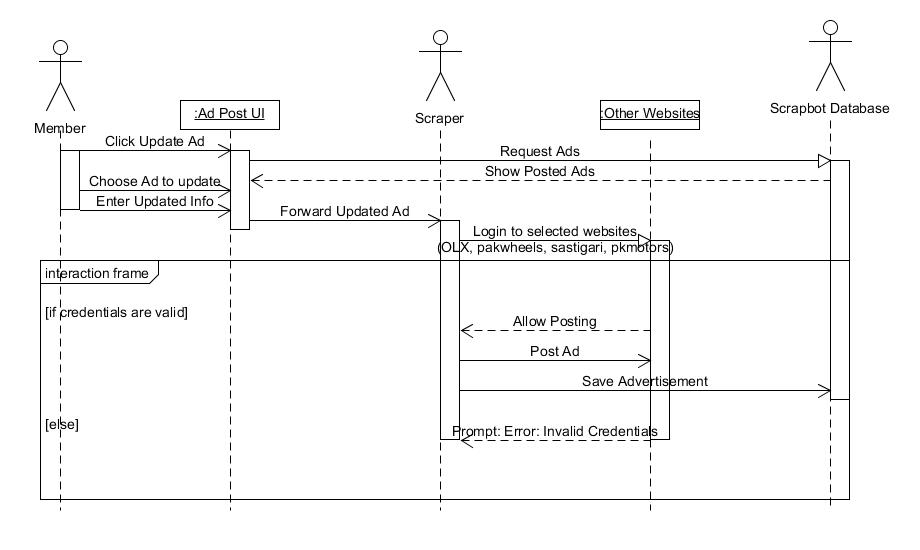 Member
:Ad Post UI
Scraper
:Other Websites
Scrapbot Database
Click Update Ad
Request Ads
Show Posted Ads
Choose Ad to update
Enter Updated Info
Forward Updated Ad
Login to selected websites
(OLX, pakwheels, sastigari, pkmotors)
interaction frame
[if credentials are valid]
Allow Posting
Post Ad
Save Advertisement
[else]
Prompt: Error: Invalid Credentials